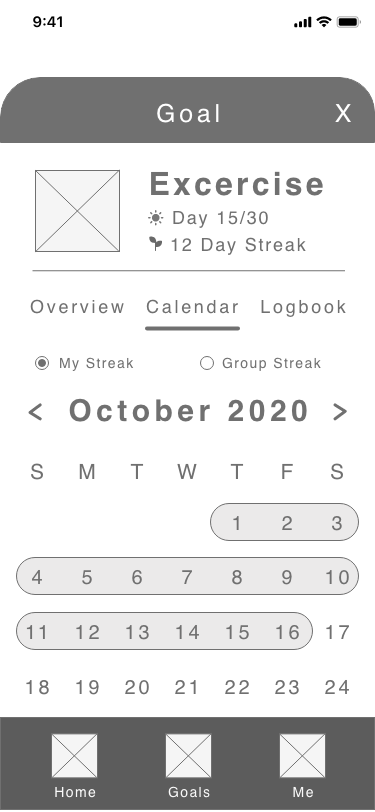 9:41
Goal X
Excercise
Day 15/30
12 Day Streak
Overview Calendar Logbook
My Streak Group Streak
< October 2020 >
S M T W T F S
1 2 3
4 5 6 7 8 9 10
11 12 13 14 15 16 17
18 19 20 21 22 23 24
Home Goals Me